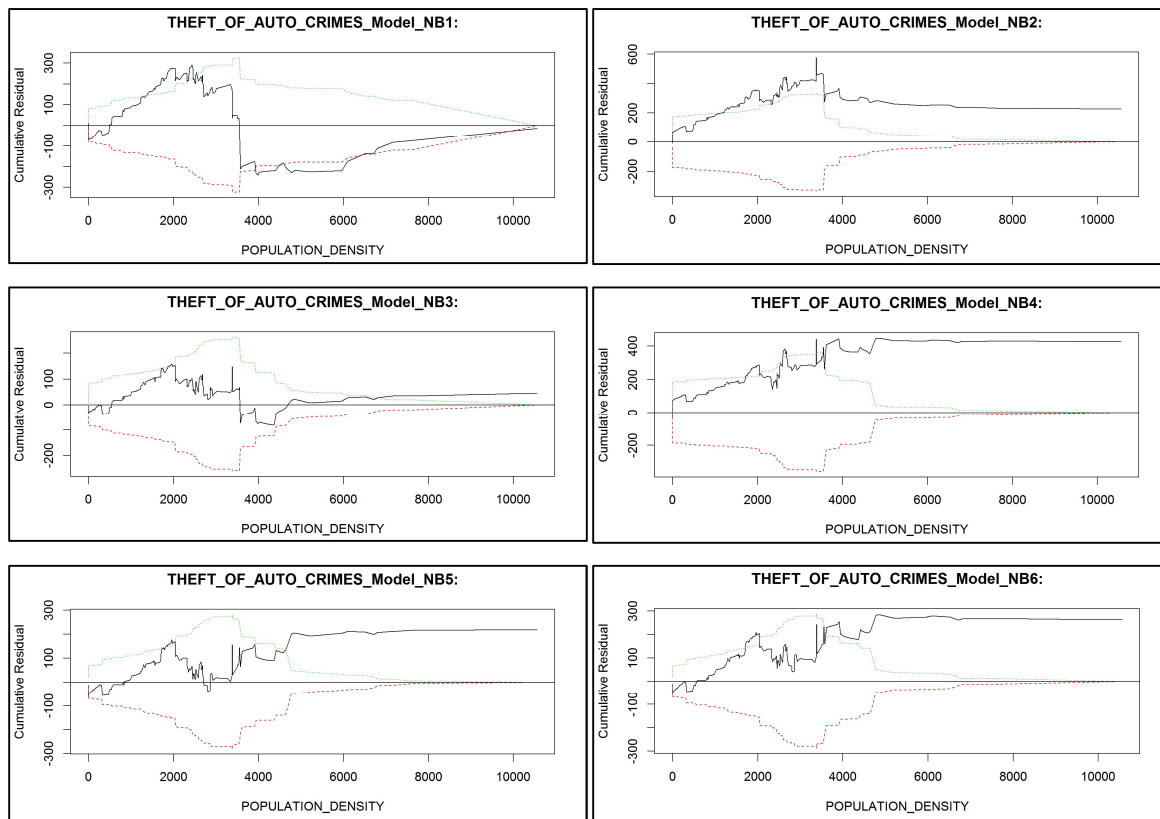 THEFT_OF_AUTO_CRIMES_Model_NB1:
Cumulative Residual
300
100
-100
-300
0 2000 4000 6000 8000 10000
POPULATION_DENSITY
THEFT_OF_AUTO_CRIMES_Model_NB2:
Cumulative Residual
600
200
0
-200
0 2000 4000 6000 8000 10000
POPULATION_DENSITY
THEFT_OF_AUTO_CRIMES_Model_NB3:
Cumulative Residual
100
0
-200
0 2000 4000 6000 8000 10000
POPULATION_DENSITY
THEFT_OF_AUTO_CRIMES_Model_NB4:
Cumulative Residual
400
200
0
200
0 2000 4000 6000 8000 10000
POPULATION_DENSITY
THEFT_OF_AUTO_CRIMES_Model_NB5:
Cumulative Residual
300
100
-100
-300
0 2000 4000 6000 8000 10000
POPULATION_DENSITY
THEFT_OF_AUTO_CRIMES_Model_NB6:
Cumulative Residual
300
100
-100
-300
0 2000 4000 6000 8000 10000
POPULATION_DENSITY